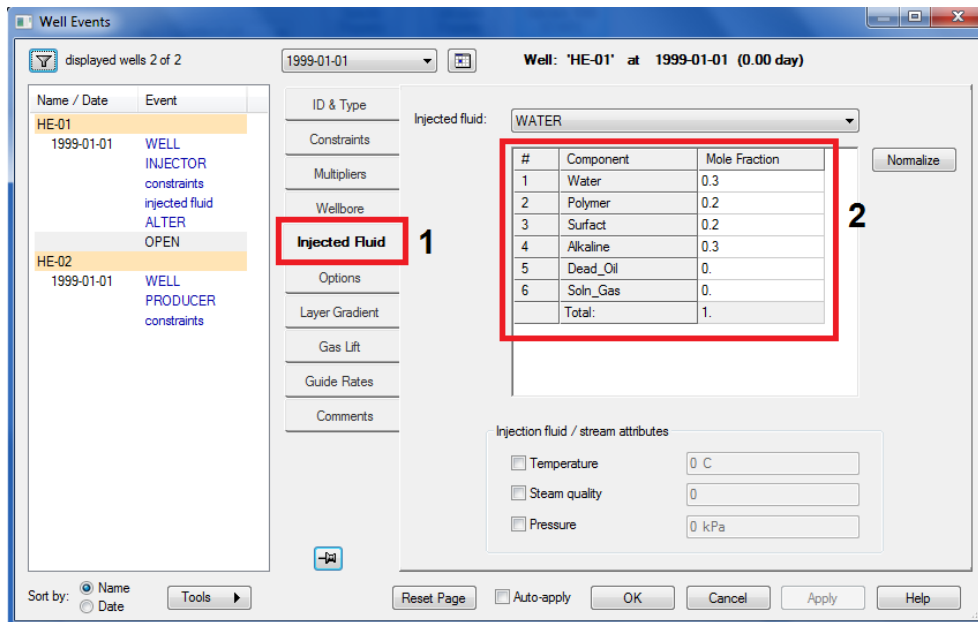 Well Events
displayed wells 2 of 2
1999-01-01
Well: 'HE-01' at 1999-01-01 (0.00 day)
Name / Date Event
HE-01
1999-01-01 WELL
INJECTOR
constraints
injected fluid
ALTER
OPEN
HE-02
1999-01-01 WELL
PRODUCER
constraints
ID & Type
Constraints
Multipliers
Wellbore
Injected Fluid 1
Options
Layer Gradient
Gas Lift
Guide Rates
Comments
Injected fluid: WATER
Normalize
# Component Mole Fraction
1 Water 0.3
2 Polymer 0.2
3 Surfact 0.2
4 Alkaline 0.3
5 Dead_Oil 0.
6 Soln_Gas 0.
Total: 1.
2
Injection fluid / stream attributes
Temperature 0 C
Steam quality 0
Pressure 0 kPa
Sort by: Name
Date
Tools
Reset Page Auto-apply OK Cancel Apply Help